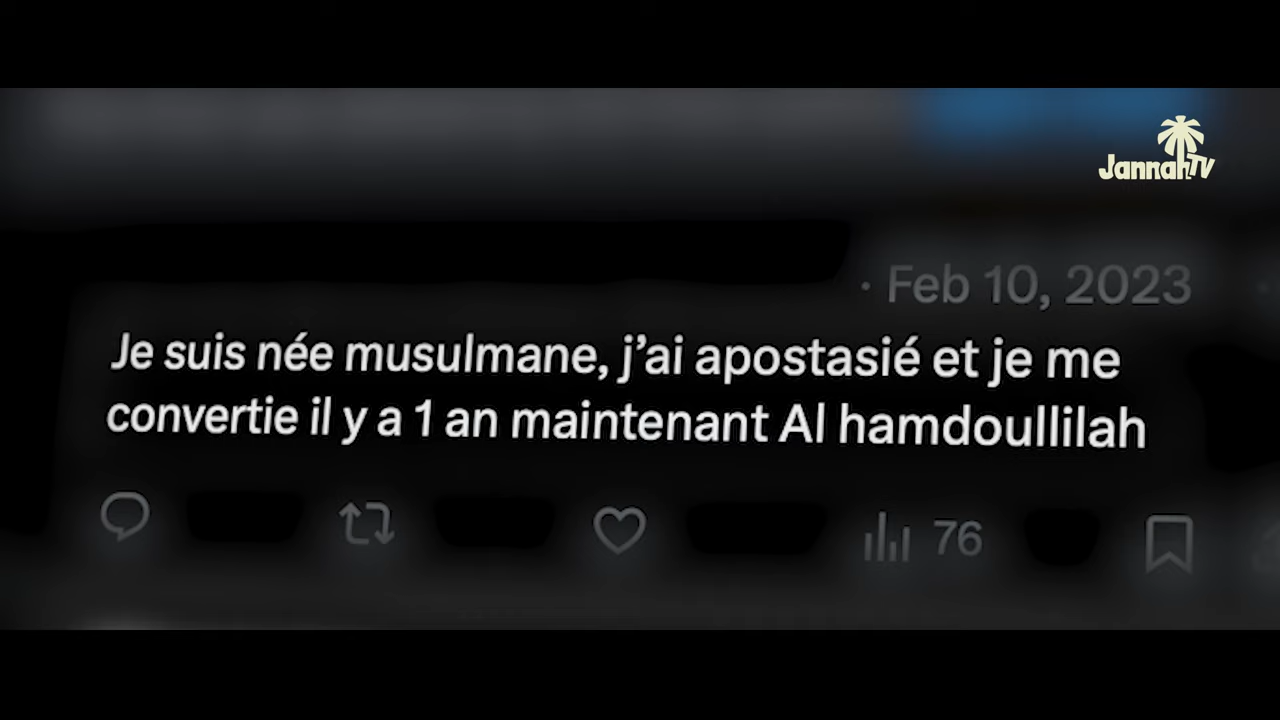 JannahTV
· Feb 10, 2023
Je suis née musulmane, j’ai apostasié et je me
convertie il y a 1 an maintenant Al hamdoullilah
76